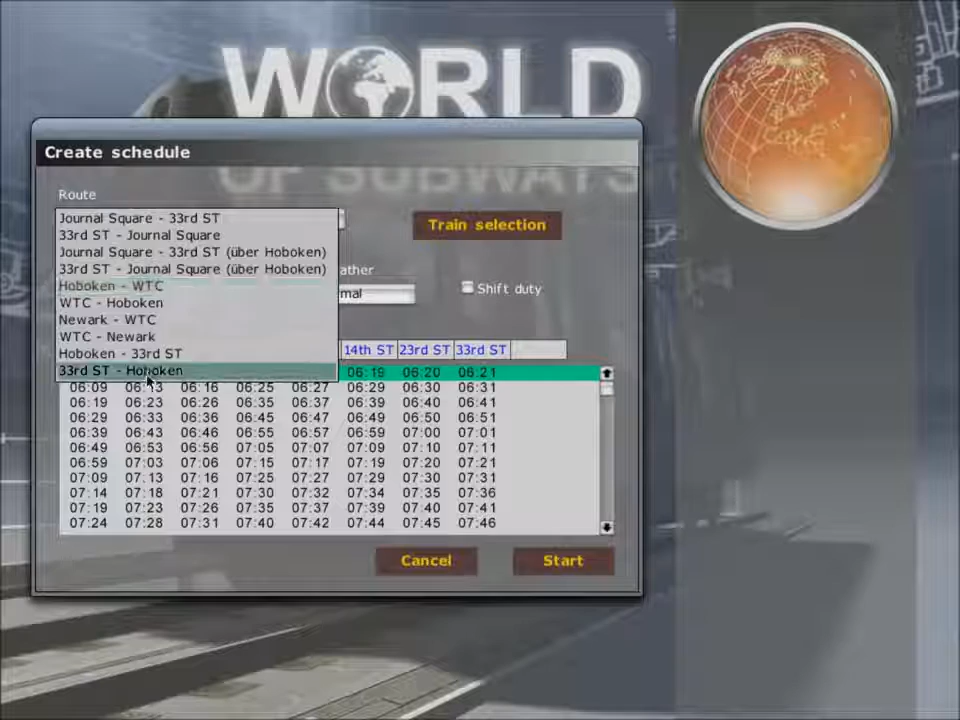 WORLD
OF SUBWAYS
Create schedule
Route
Journal Square - 33rd ST
33rd ST - Journal Square
Journal Square - 33rd ST (über Hoboken)
33rd ST - Journal Square (über Hoboken)
Hoboken - WTC
WTC - Hoboken
Newark - WTC
WTC - Newark
Hoboken - 33rd ST
33rd ST - Hoboken
Train selection
Shift duty
14th ST 23rd ST 33rd ST
06:19 06:20 06:21
06:09 06:13 06:16 06:25 06:27 06:29 06:30 06:31
06:19 06:23 06:26 06:35 06:37 06:39 06:40 06:41
06:29 06:33 06:36 06:45 06:47 06:49 06:50 06:51
06:39 06:43 06:46 06:55 06:57 06:59 07:00 07:01
06:49 06:53 06:56 07:05 07:07 07:09 07:10 07:11
06:59 07:03 07:06 07:15 07:17 07:19 07:20 07:21
07:09 07:13 07:16 07:25 07:27 07:29 07:30 07:31
07:14 07:18 07:21 07:30 07:32 07:34 07:35 07:36
07:19 07:23 07:26 07:35 07:37 07:39 07:40 07:41
07:24 07:28 07:31 07:40 07:42 07:44 07:45 07:46
Cancel Start